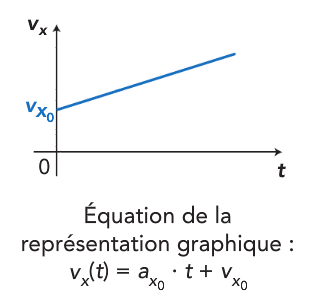 vₓ
vₓ₀
0
t
Équation de la
représentation graphique :
vₓ(t) = aₓ₀ · t + vₓ₀